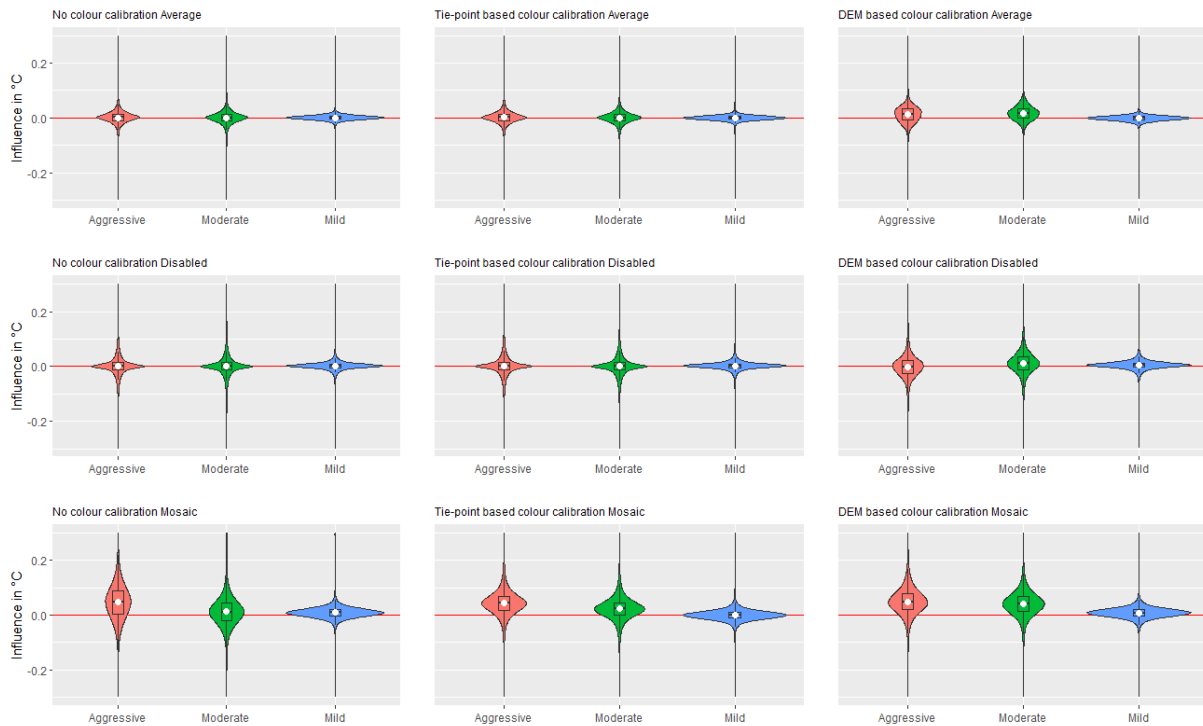 No colour calibration Average
Tie-point based colour calibration Average
DEM based colour calibration Average
Influence in °C
0.2
0.0
-0.2
Aggressive Moderate Mild
Aggressive Moderate Mild
Aggressive Moderate Mild
No colour calibration Disabled
Tie-point based colour calibration Disabled
DEM based colour calibration Disabled
Influence in °C
0.2
0.0
-0.2
Aggressive Moderate Mild
Aggressive Moderate Mild
Aggressive Moderate Mild
No colour calibration Mosaic
Tie-point based colour calibration Mosaic
DEM based colour calibration Mosaic
Influence in °C
0.2
0.0
-0.2
Aggressive Moderate Mild
Aggressive Moderate Mild
Aggressive Moderate Mild